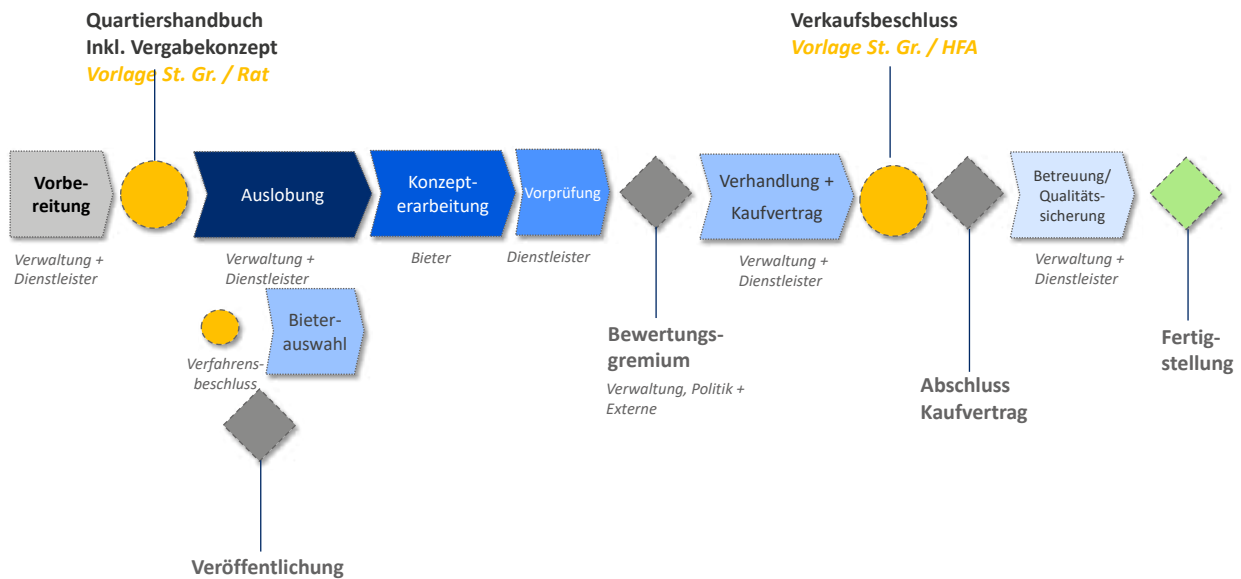 Quartiershandbuch
Inkl. Vergabekonzept
Vorlage St. Gr. / Rat
Verkaufsbeschluss
Vorlage St. Gr. / HFA
Vorbe-
reitung
Auslobung
Konzept-
erarbeitung
Vorprüfung
Verhandlung +
Kaufvertrag
Betreuung/
Qualitäts-
sicherung
Verwaltung +
Dienstleister
Verwaltung +
Dienstleister
Bieter
Dienstleister
Verwaltung +
Dienstleister
Verwaltung +
Dienstleister
Bieter-
auswahl
Verfahrens-
beschluss
Bewertungs-
gremium
Verwaltung, Politik +
Externe
Abschluss
Kaufvertrag
Fertig-
stellung
Veröffentlichung